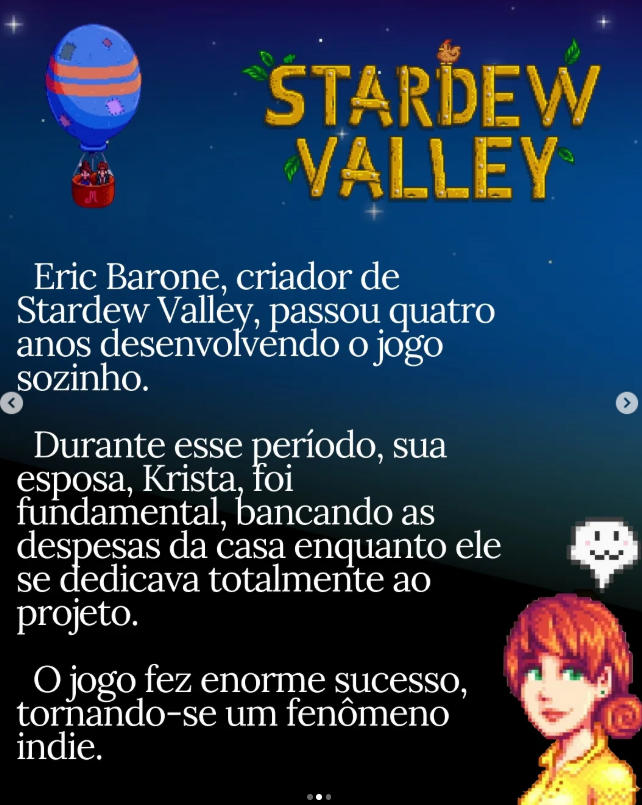 STARDEW
VALLEY
Eric Barone, criador de
Stardew Valley, passou quatro
anos desenvolvendo o jogo
sozinho.
Durante esse período, sua
esposa, Krista, foi
fundamental, bancando as
despesas da casa enquanto ele
se dedicava totalmente ao
projeto.
O jogo fez enorme sucesso,
tornando-se um fenômeno
indie.